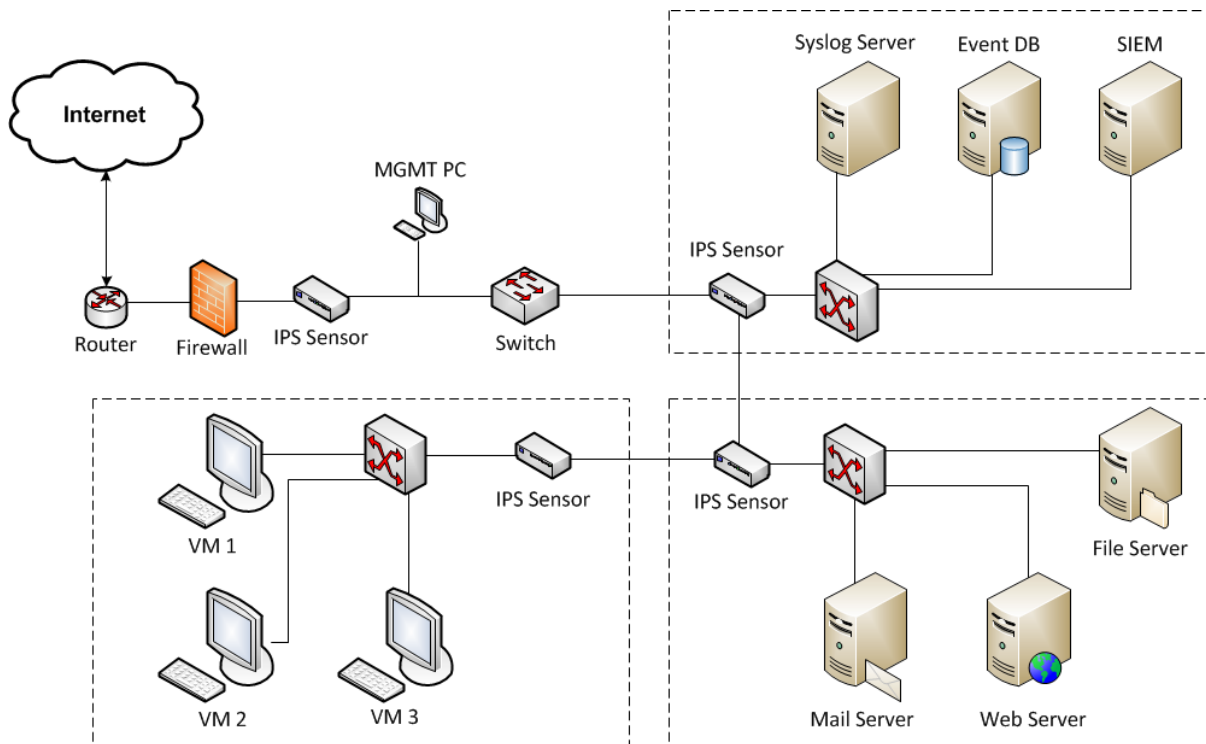 Syslog Server
Event DB
SIEM
Internet
MGMT PC
IPS Sensor
Router
Firewall
IPS Sensor
Switch
VM 1
IPS Sensor
IPS Sensor
File Server
VM 2
VM 3
Mail Server
Web Server